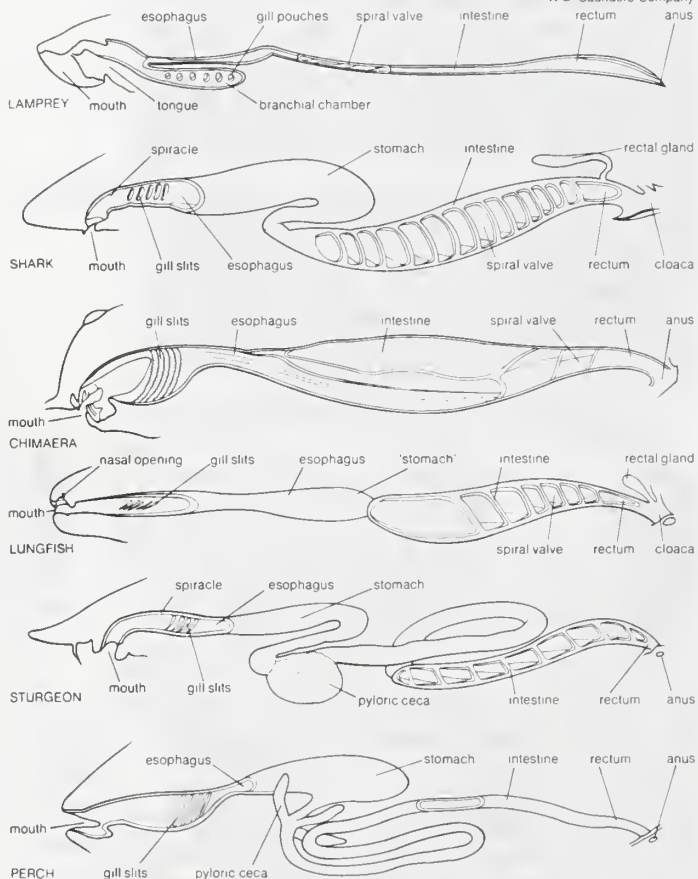 W B Saunders Company
esophagus gill pouches spiral valve intestine rectum anus
LAMPREY mouth tongue branchial chamber
spiracle stomach intestine rectal gland
SHARK mouth gill slits esophagus spiral valve rectum cloaca
gill slits esophagus intestine spiral valve rectum anus
mouth
CHIMAERA
nasal opening gill slits esophagus 'stomach' intestine rectal gland
mouth
LUNGFISH spiral valve rectum cloaca
spiracle esophagus stomach
STURGEON mouth gill slits pyloric ceca intestine rectum anus
esophagus stomach intestine rectum anus
mouth
PERCH gill slits pyloric ceca